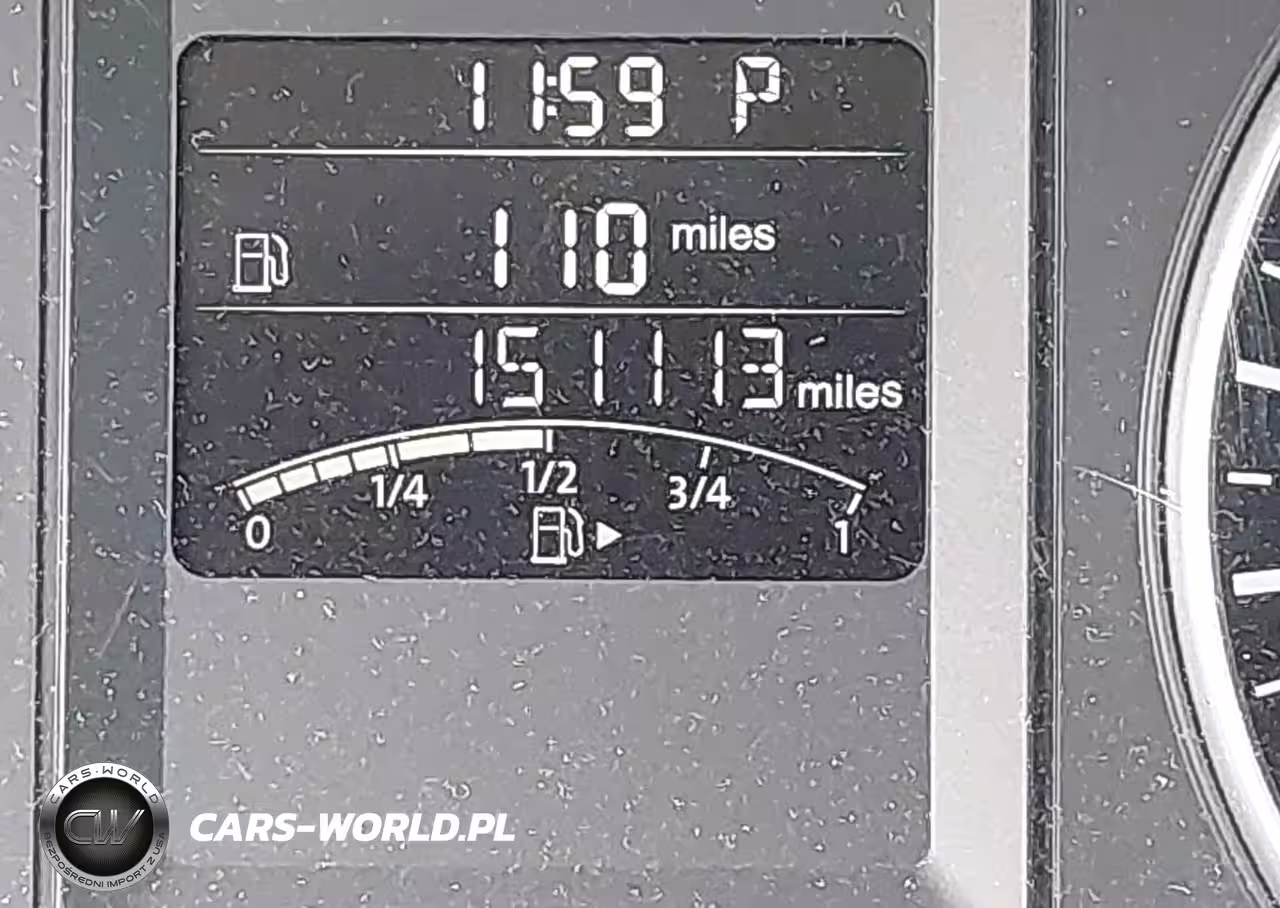 11:59 P
110 miles
151113 miles
1/4 1/2 3/4
0 1
CARS-WORLD
CW
BEZPOŚREDNI IMPORT Z USA
CARS-WORLD.PL